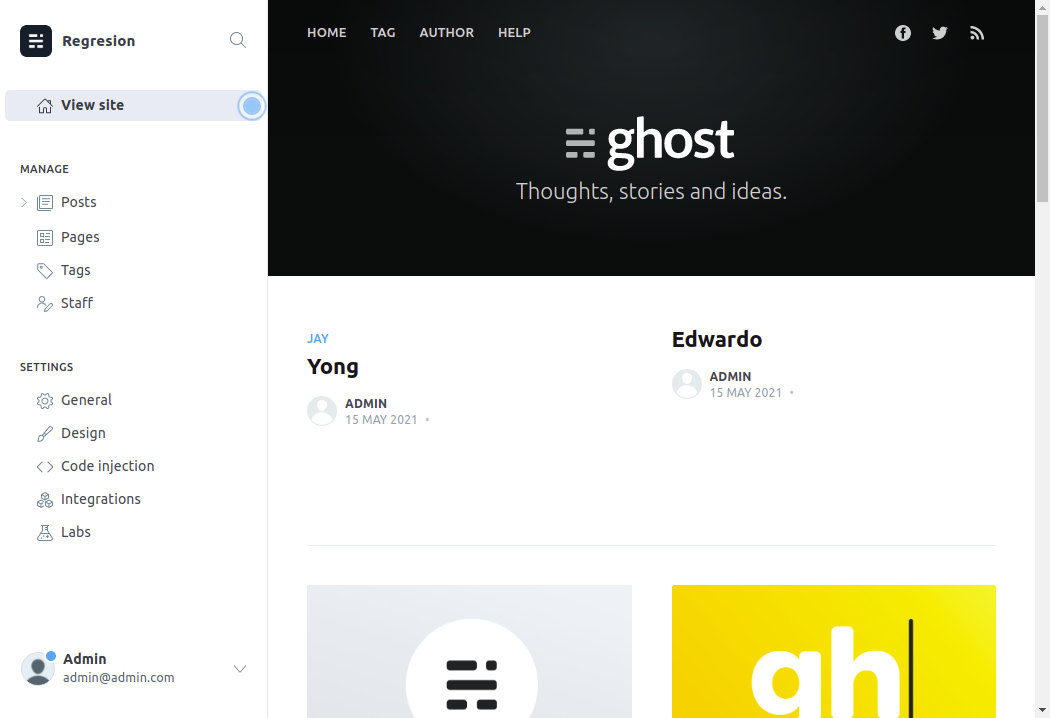 Regresion
View site
MANAGE
Posts
Pages
Tags
Staff
SETTINGS
General
Design
Code injection
Integrations
Labs
Admin
admin@admin.com
HOME TAG AUTHOR HELP
ghost
Thoughts, stories and ideas.
JAY
Yong
ADMIN
15 MAY 2021 •
Edwardo
ADMIN
15 MAY 2021 •
gh